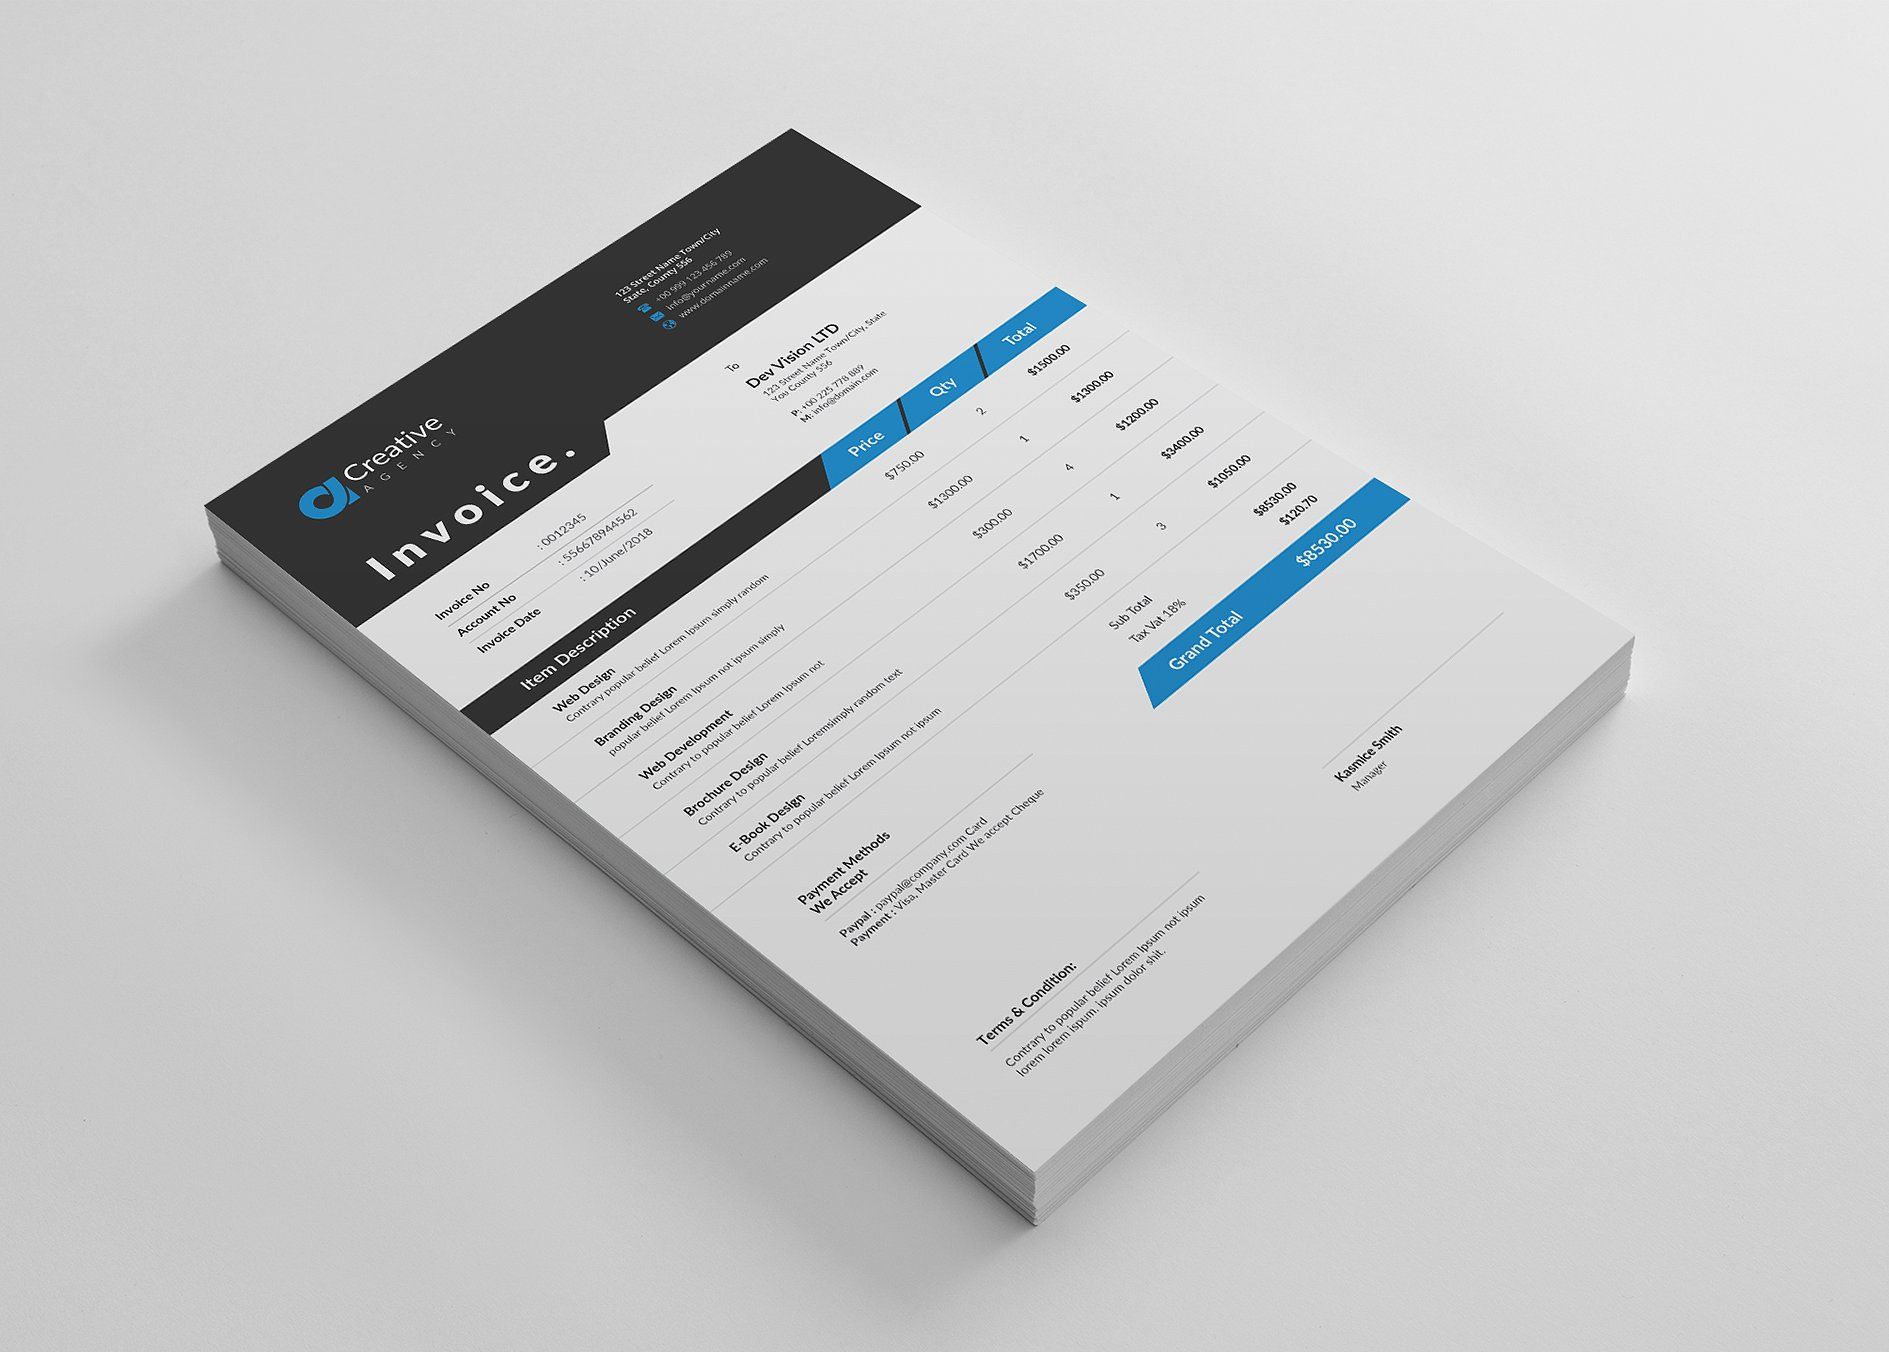 Creative
AGENCY
123 Street Name Town/City
State, County 556
+00 999 123 456 789
info@yourname.com
www.domainname.com
Invoice.
Invoice No : 0012345
Account No : 556678944562
Invoice Date : 10/June/2018
To
Dev Vision LTD
123 Street Name Town/City, State
You County 556
P: +00 225 778 889
M: info@domain.com
Item Description Price Qty Total
Web Design $750.00 2 $1500.00
Contrary popular belief Lorem Ipsum simply random
Branding Design $1300.00 1 $1300.00
popular belief Lorem Ipsum not ipsum simply
Web Development $300.00 4 $1200.00
Contrary to popular belief Lorem Ipsum not
Brochure Design $1700.00 1 $3400.00
Contrary to popular belief Loremsimply random text
E-Book Design $350.00 3 $1050.00
Contrary to popular belief Lorem Ipsum not ipsum
Sub Total $8530.00
Tax Vat 18% $120.70
Grand Total $8530.00
Payment Methods
We Accept
Paypal : paypal@company.com Card
Payment : Visa, Master Card We accept Cheque
Kasmice Smith
Manager
Terms & Condition:
Contrary to popular belief Lorem Ipsum not ipsum
lorem lorem ispum. ipsum dolor shit.